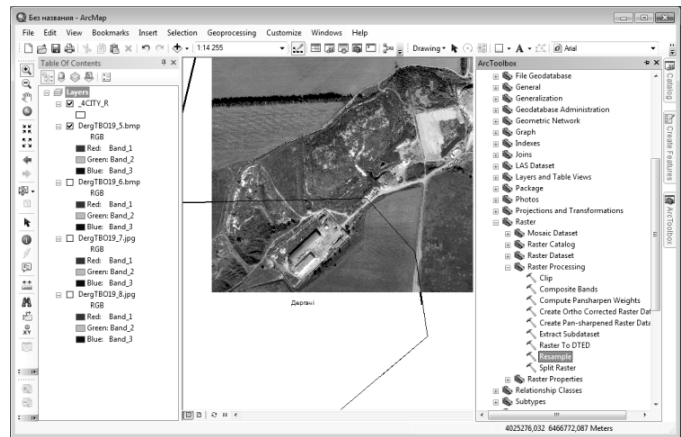 Без названия - ArcMap
File Edit View Bookmarks Insert Selection Geoprocessing Customize Windows Help
1:14 255
Drawing
A
Arial
Table Of Contents
Layers
_4CITY_R
DergTBO19_5.bmp
RGB
Red: Band_1
Green: Band_2
Blue: Band_3
DergTBO19_6.bmp
RGB
Red: Band_1
Green: Band_2
Blue: Band_3
DergTBO19_7.jpg
RGB
Red: Band_1
Green: Band_2
Blue: Band_3
DergTBO19_8.jpg
RGB
Red: Band_1
Green: Band_2
Blue: Band_3
Дергачі
ArcToolbox
File Geodatabase
General
Generalization
Geodatabase Administration
Geometric Network
Graph
Indexes
Joins
LAS Dataset
Layers and Table Views
Package
Photos
Projections and Transformations
Raster
Mosaic Dataset
Raster Catalog
Raster Dataset
Raster Processing
Clip
Composite Bands
Compute Pansharpen Weights
Create Ortho Corrected Raster Dat
Create Pan-sharpened Raster Data
Extract Subdataset
Raster To DTED
Resample
Split Raster
Raster Properties
Relationship Classes
Subtypes
Catalog
Create Features
ArcToolbox
4025276,032 6466772,087 Meters